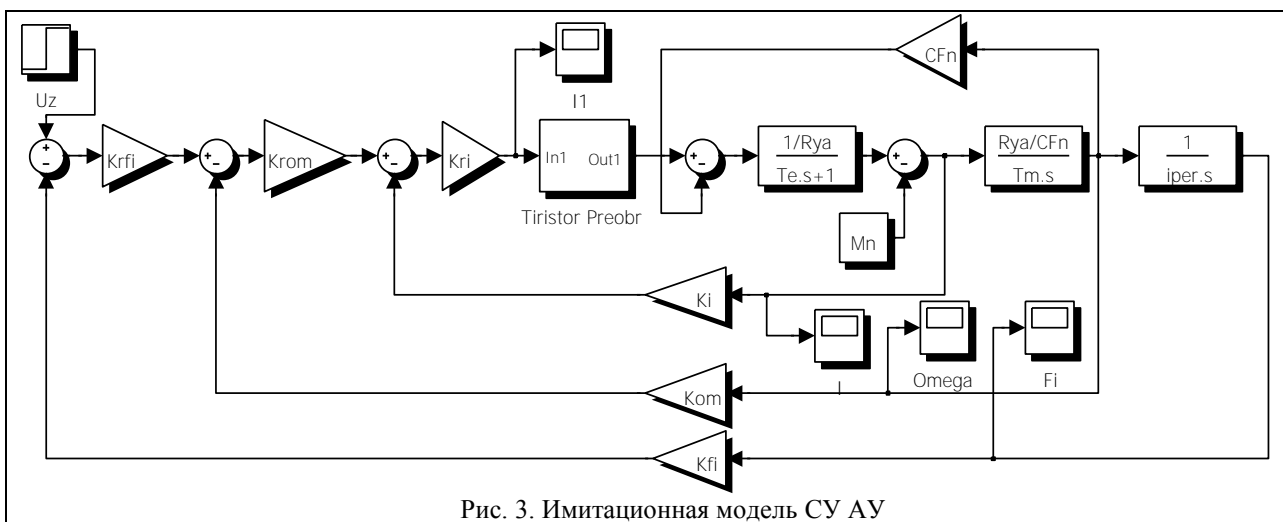 CFn
Uz
I1
+
-
Krfi
+
-
Krom
+
-
Kri
In1
Out1
Tiristor Preobr
+
-
1/Rya
Te.s+1
+
-
Rya/CFn
Tm.s
1
iper.s
Mn
Ki
I
Omega
Fi
Kom
Kfi
Рис. 3. Имитационная модель СУ АУ